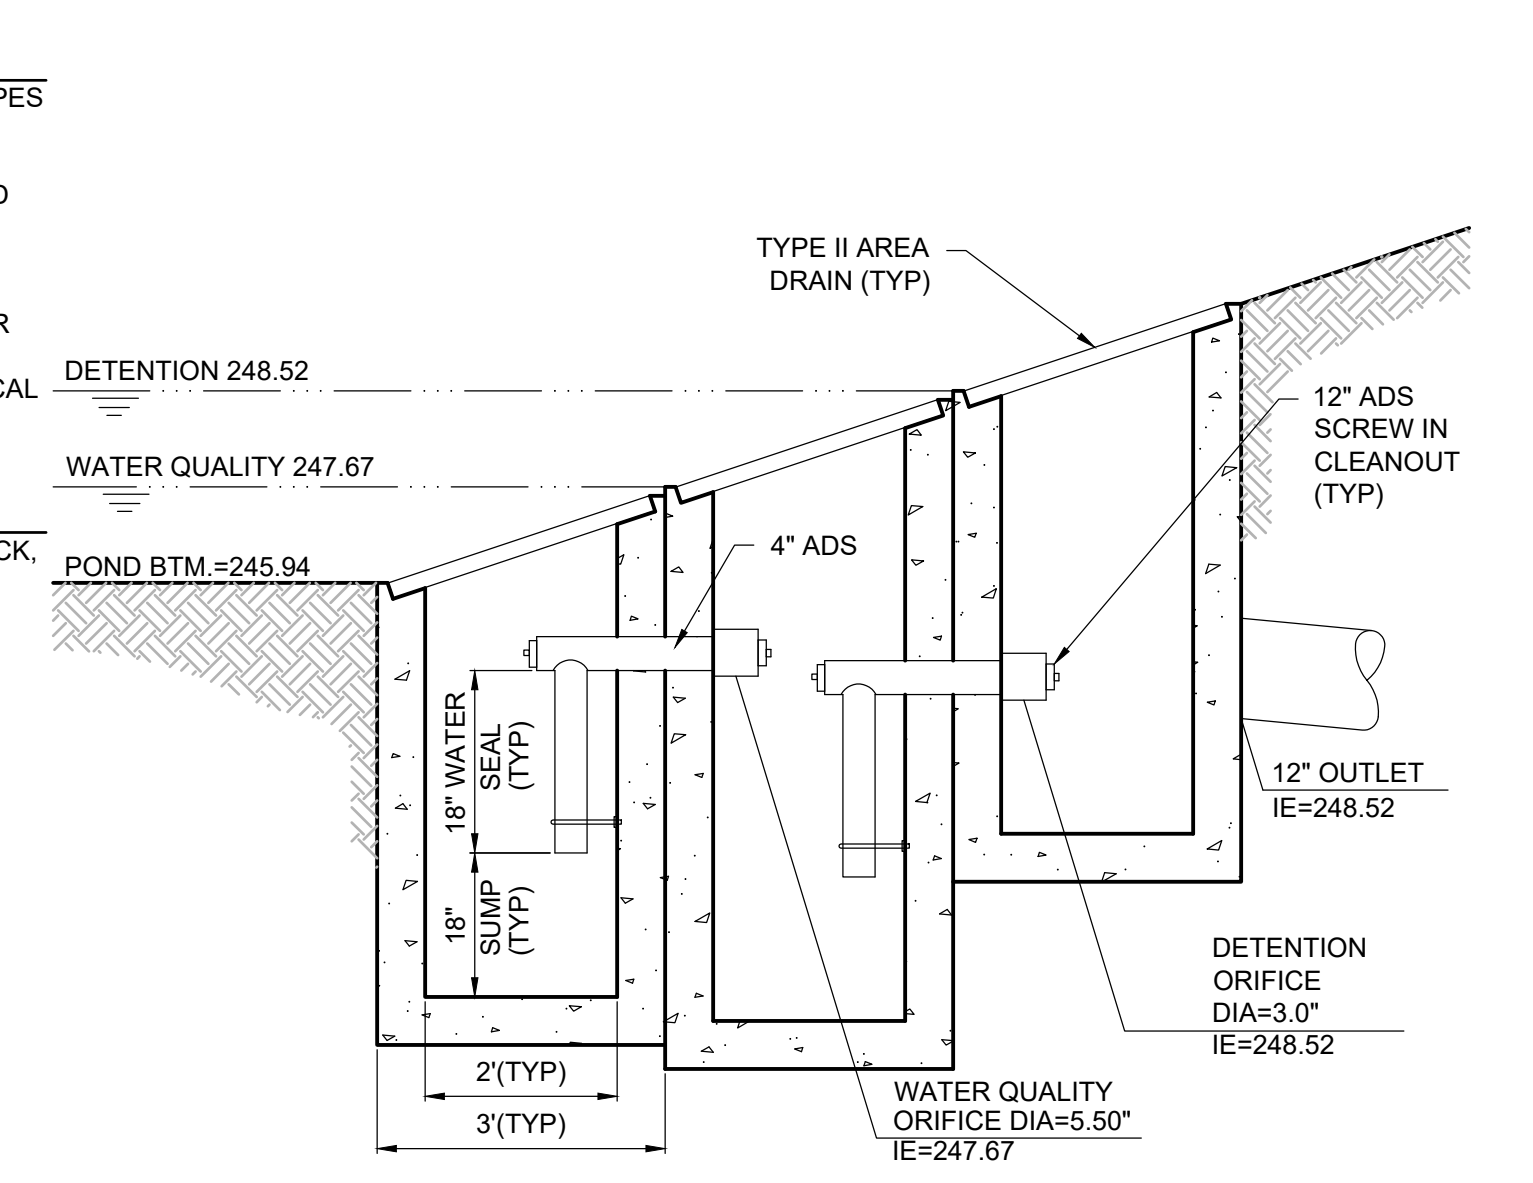 PES
R
CAL
CK,
TYPE II AREA
DRAIN (TYP)
DETENTION 248.52
WATER QUALITY 247.67
POND BTM.=245.94
12" ADS
SCREW IN
CLEANOUT
(TYP)
4" ADS
18" WATER
SEAL
(TYP)
18"
SUMP
(TYP)
12" OUTLET
IE=248.52
DETENTION
ORIFICE
DIA=3.0"
IE=248.52
2'(TYP)
3'(TYP)
WATER QUALITY
ORIFICE DIA=5.50"
IE=247.67